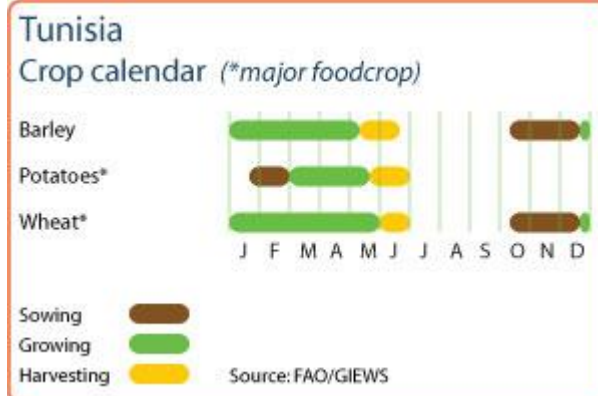 Tunisia
Crop calendar (*major foodcrop)
Barley
Potatoes*
Wheat*
J F M A M J J A S O N D
Sowing
Growing
Harvesting
Source: FAO/GIEWS